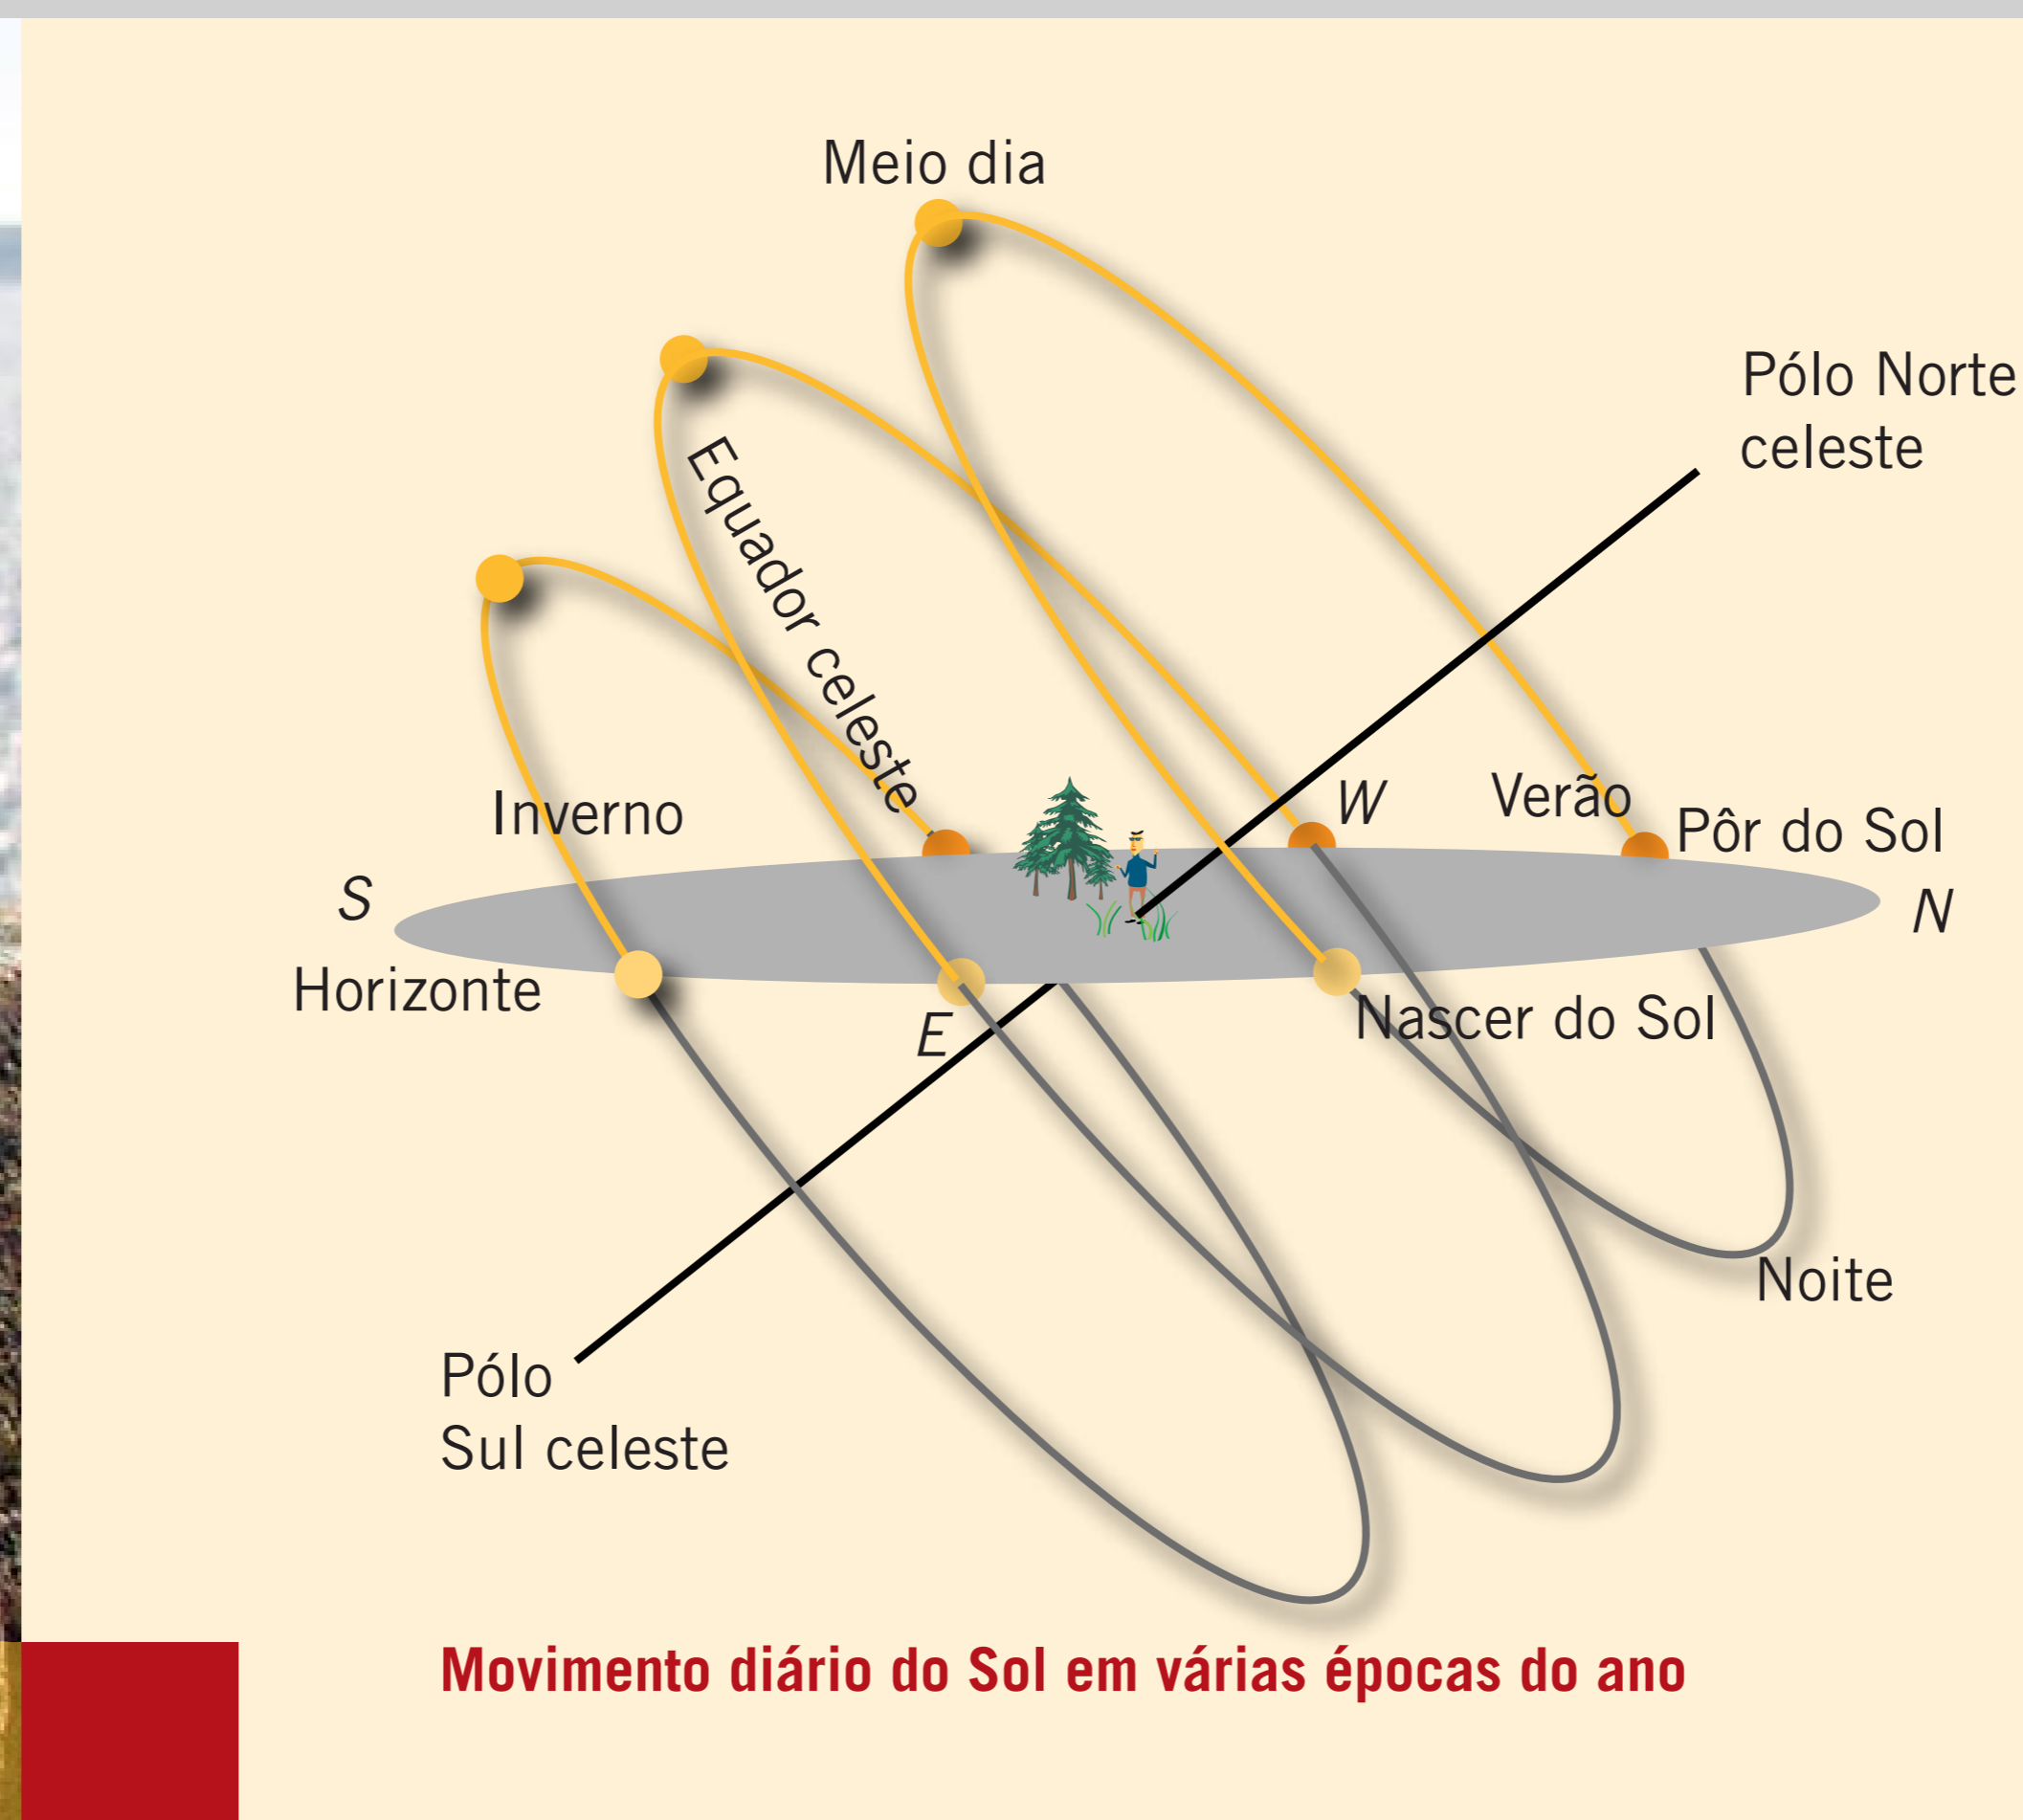 Meio dia
Pólo Norte
celeste
Equador celeste
Inverno
W
Verão
Pôr do Sol
S
N
Horizonte
E
Nascer do Sol
Noite
Pólo
Sul celeste
Movimento diário do Sol em várias épocas do ano